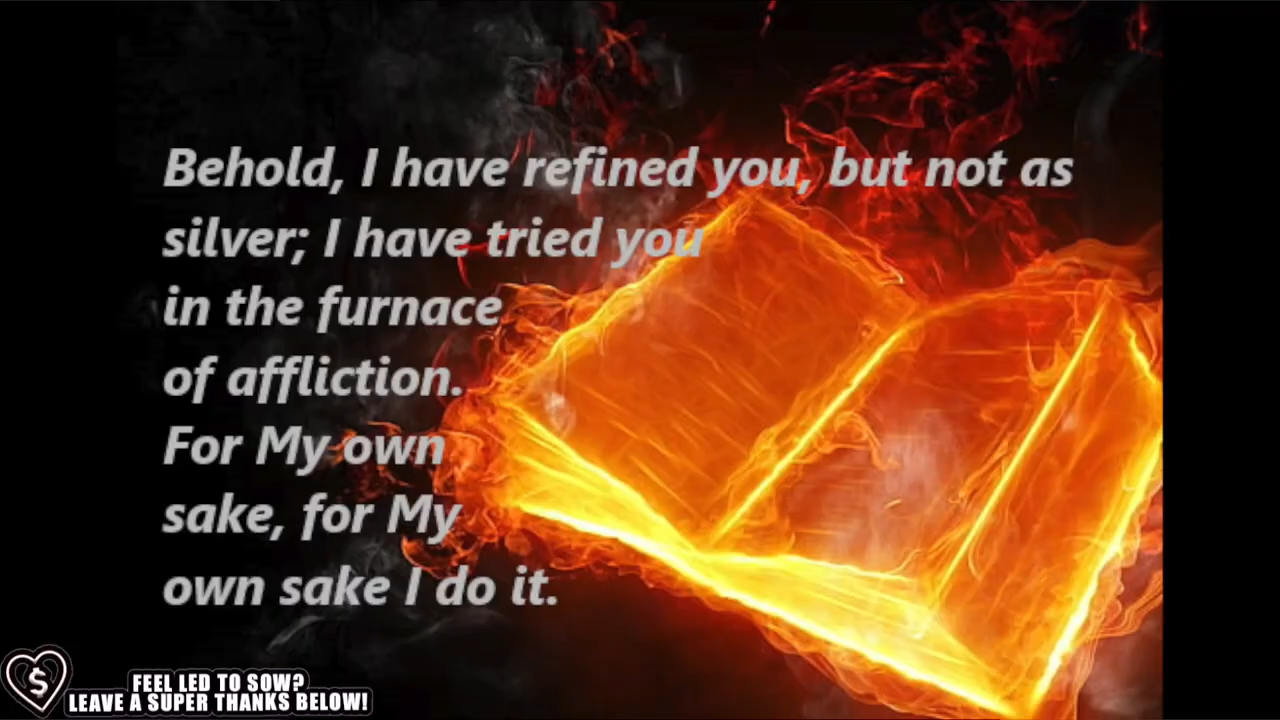 Behold, I have refined you, but not as
silver; I have tried you
in the furnace
of affliction.
For My own
sake, for My
own sake I do it.
$
FEEL LED TO SOW?
LEAVE A SUPER THANKS BELOW!